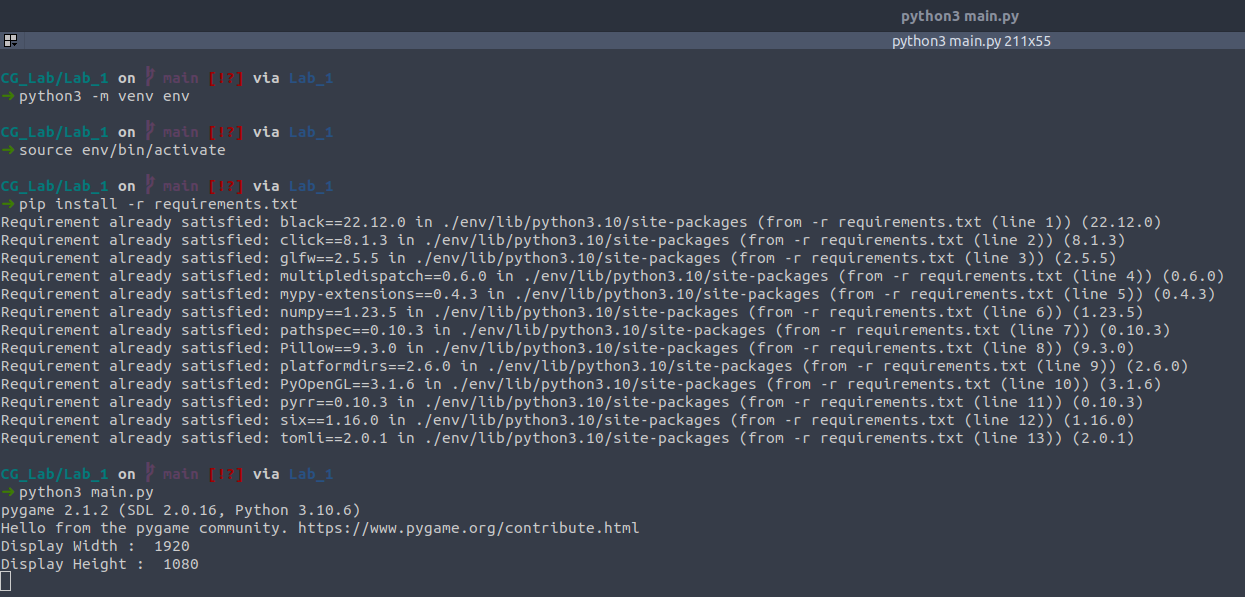 python3 main.py
python3 main.py 211x55
CG_Lab/Lab_1 on main [!?] via Lab_1
➜ python3 -m venv env
CG_Lab/Lab_1 on main [!?] via Lab_1
➜ source env/bin/activate
CG_Lab/Lab_1 on main [!?] via Lab_1
➜ pip install -r requirements.txt
Requirement already satisfied: black==22.12.0 in ./env/lib/python3.10/site-packages (from -r requirements.txt (line 1)) (22.12.0)
Requirement already satisfied: click==8.1.3 in ./env/lib/python3.10/site-packages (from -r requirements.txt (line 2)) (8.1.3)
Requirement already satisfied: glfw==2.5.5 in ./env/lib/python3.10/site-packages (from -r requirements.txt (line 3)) (2.5.5)
Requirement already satisfied: multipledispatch==0.6.0 in ./env/lib/python3.10/site-packages (from -r requirements.txt (line 4)) (0.6.0)
Requirement already satisfied: mypy-extensions==0.4.3 in ./env/lib/python3.10/site-packages (from -r requirements.txt (line 5)) (0.4.3)
Requirement already satisfied: numpy==1.23.5 in ./env/lib/python3.10/site-packages (from -r requirements.txt (line 6)) (1.23.5)
Requirement already satisfied: pathspec==0.10.3 in ./env/lib/python3.10/site-packages (from -r requirements.txt (line 7)) (0.10.3)
Requirement already satisfied: Pillow==9.3.0 in ./env/lib/python3.10/site-packages (from -r requirements.txt (line 8)) (9.3.0)
Requirement already satisfied: platformdirs==2.6.0 in ./env/lib/python3.10/site-packages (from -r requirements.txt (line 9)) (2.6.0)
Requirement already satisfied: PyOpenGL==3.1.6 in ./env/lib/python3.10/site-packages (from -r requirements.txt (line 10)) (3.1.6)
Requirement already satisfied: pyrr==0.10.3 in ./env/lib/python3.10/site-packages (from -r requirements.txt (line 11)) (0.10.3)
Requirement already satisfied: six==1.16.0 in ./env/lib/python3.10/site-packages (from -r requirements.txt (line 12)) (1.16.0)
Requirement already satisfied: tomli==2.0.1 in ./env/lib/python3.10/site-packages (from -r requirements.txt (line 13)) (2.0.1)
CG_Lab/Lab_1 on main [!?] via Lab_1
➜ python3 main.py
pygame 2.1.2 (SDL 2.0.16, Python 3.10.6)
Hello from the pygame community. https://www.pygame.org/contribute.html
Display Width :  1920
Display Height :  1080